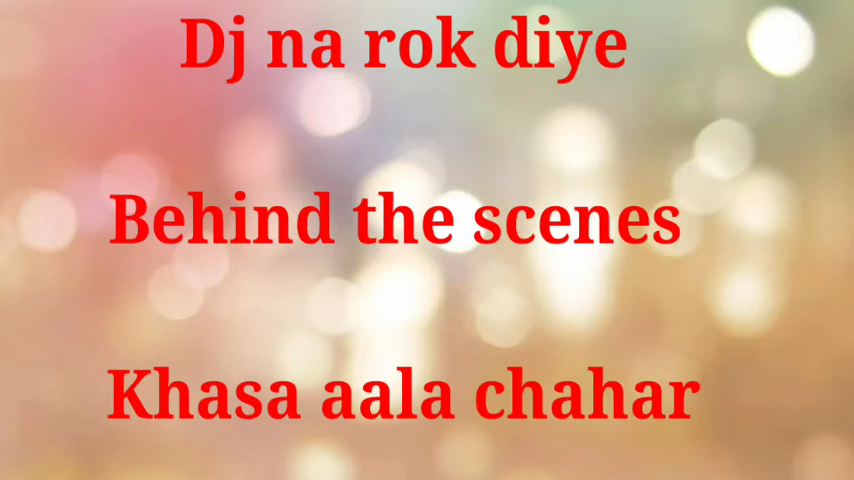 Dj na rok diye
Behind the scenes
Khasa aala chahar